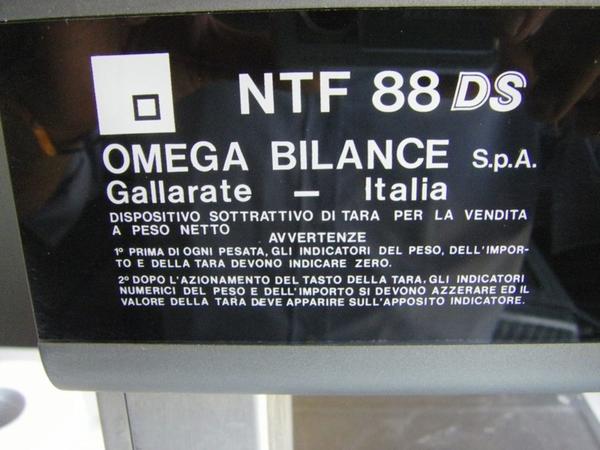 NTF 88 DS
OMEGA BILANCE S.p.A.
Gallarate — Italia
DISPOSITIVO SOTTRATTIVO DI TARA PER LA VENDITA
A PESO NETTO
AVVERTENZE
1° PRIMA DI OGNI PESATA, GLI INDICATORI DEL PESO, DELL'IMPOR-
TO E DELLA TARA DEVONO INDICARE ZERO.
2° DOPO L'AZIONAMENTO DEL TASTO DELLA TARA, GLI INDICATORI
NUMERICI DEL PESO E DELL'IMPORTO SI DEVONO AZZERARE ED IL
VALORE DELLA TARA DEVE APPARIRE SULL'APPOSITO INDICATORE.